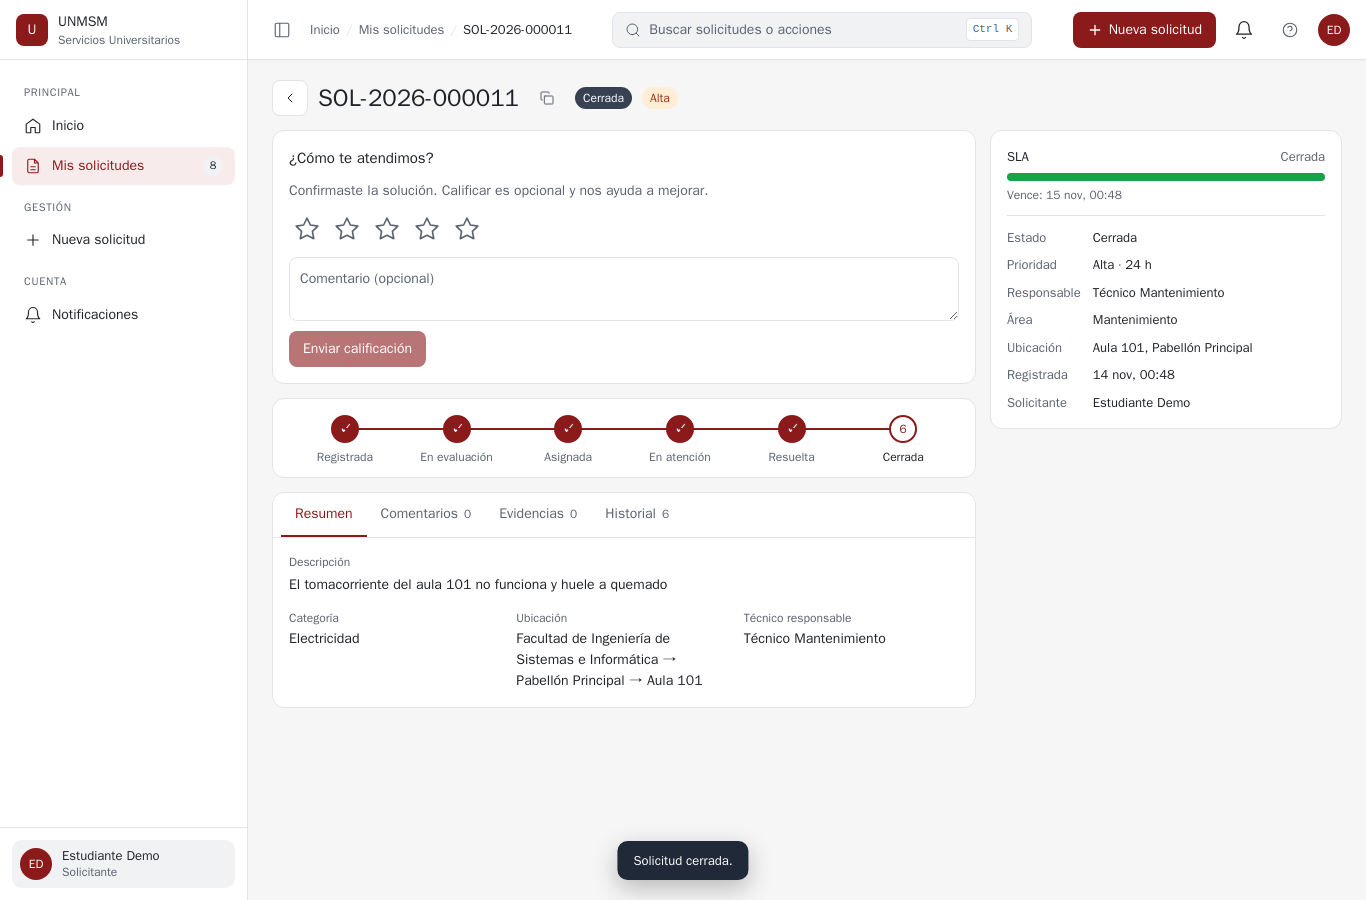 U
UNMSM
Servicios Universitarios
Inicio / Mis solicitudes / SOL-2026-000011
Buscar solicitudes o acciones
Ctrl K
Nueva solicitud
ED
PRINCIPAL
Inicio
Mis solicitudes 8
GESTIÓN
Nueva solicitud
CUENTA
Notificaciones
ED
Estudiante Demo
Solicitante
SOL-2026-000011
Cerrada
Alta
¿Cómo te atendimos?
Confirmaste la solución. Calificar es opcional y nos ayuda a mejorar.
Comentario (opcional)
Enviar calificación
6
Registrada
En evaluación
Asignada
En atención
Resuelta
Cerrada
Resumen
Comentarios 0
Evidencias 0
Historial 6
Descripción
El tomacorriente del aula 101 no funciona y huele a quemado
Categoría
Electricidad
Ubicación
Facultad de Ingeniería de
Sistemas e Informática →
Pabellón Principal → Aula 101
Técnico responsable
Técnico Mantenimiento
SLA
Cerrada
Vence: 15 nov, 00:48
Estado Cerrada
Prioridad Alta · 24 h
Responsable Técnico Mantenimiento
Área Mantenimiento
Ubicación Aula 101, Pabellón Principal
Registrada 14 nov, 00:48
Solicitante Estudiante Demo
Solicitud cerrada.